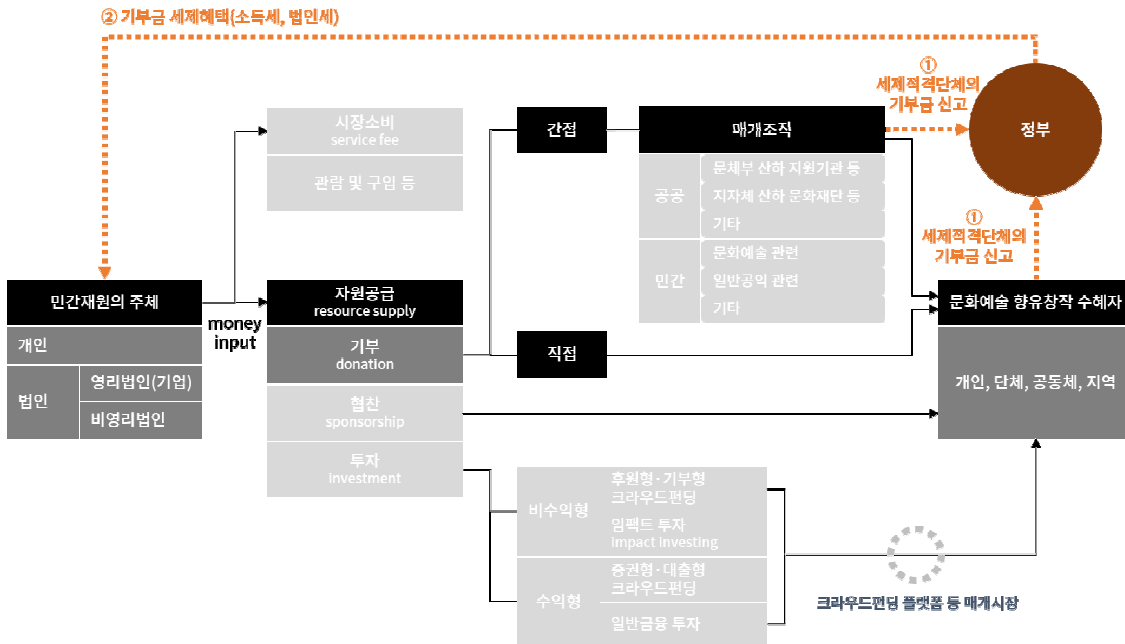 ② 기부금 세제혜택(소득세, 법인세)
①
세제적격단체의
기부금 신고
정부
시장소비
service fee
관람 및 구입 등
간접
매개조직
공공
문체부 산하 지원기관 등
지자체 산하 문화재단 등
기타
민간
문화예술 관련
일반공익 관련
기타
①
세제적격단체의
기부금 신고
민간재원의 주체
개인
법인
영리법인(기업)
비영리법인
money
input
자원공급
resource supply
기부
donation
협찬
sponsorship
투자
investment
직접
문화예술 향유창작 수혜자
개인, 단체, 공동체, 지역
비수익형
후원형·기부형
크라우드펀딩
임팩트 투자
impact investing
수익형
증권형·대출형
크라우드펀딩
일반금융 투자
크라우드펀딩 플랫폼 등 매개시장